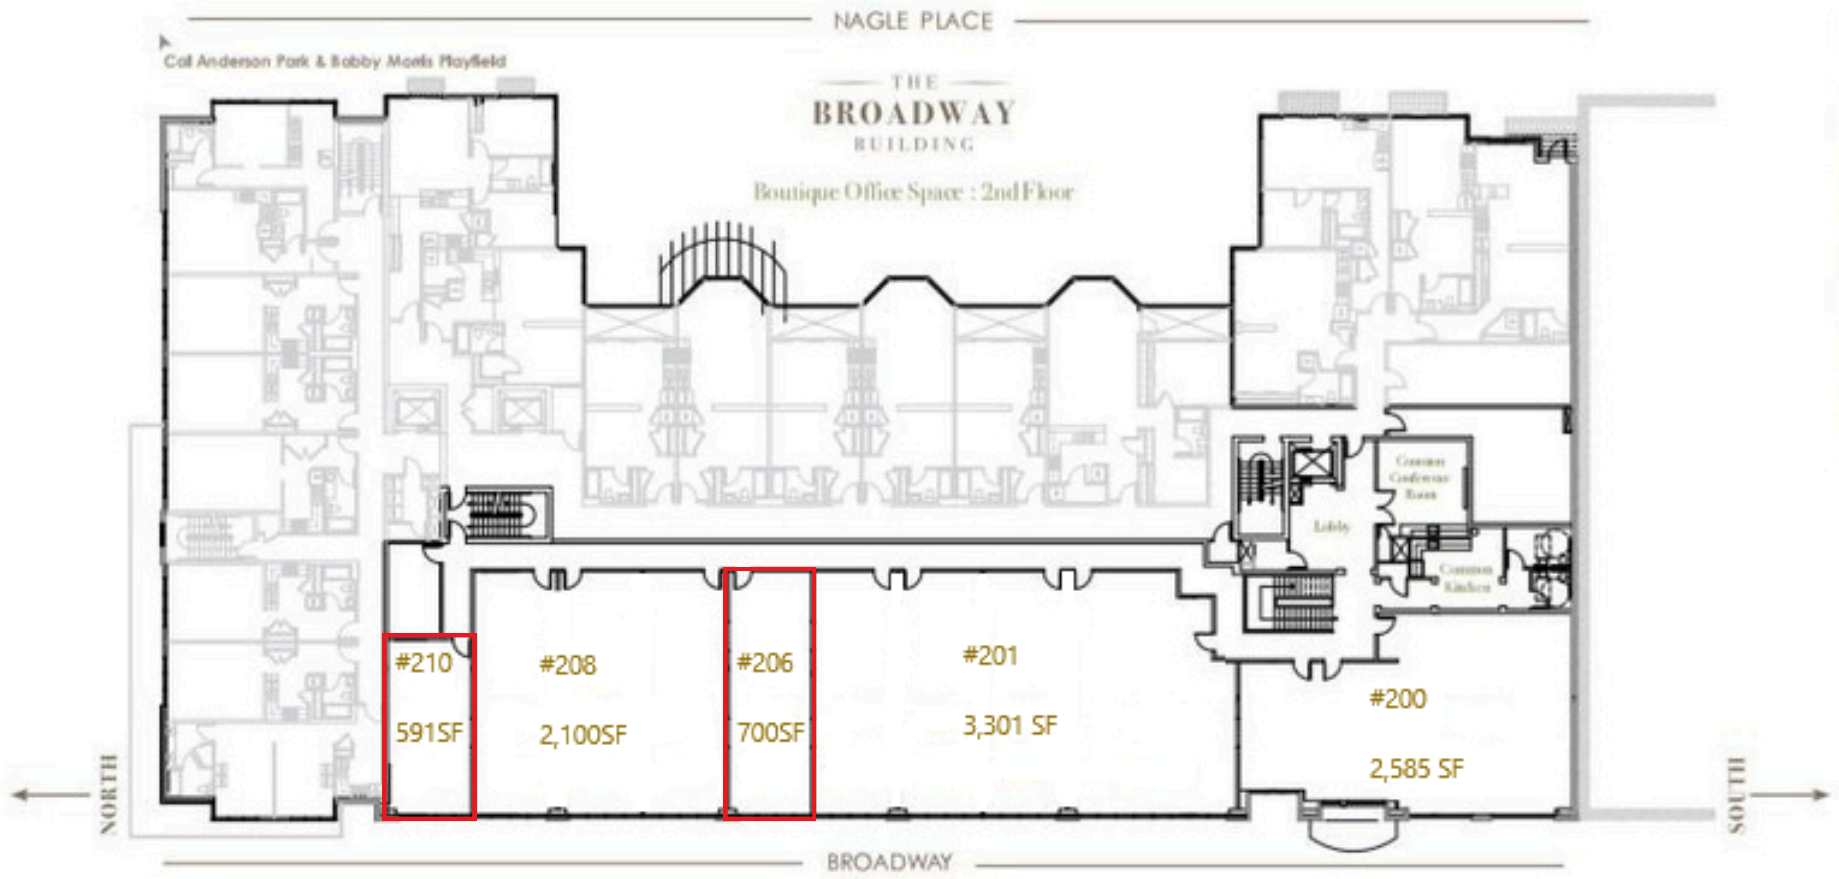 NAGLE PLACE
Cal Anderson Park & Bobby Morris Playfield
THE
BROADWAY
BUILDING
Boutique Office Space : 2nd Floor
Common
Conference
Room
Lobby
Common
Kitchen
#210
591SF
#208
2,100SF
#206
700SF
#201
3,301 SF
#200
2,585 SF
NORTH
SOUTH
BROADWAY